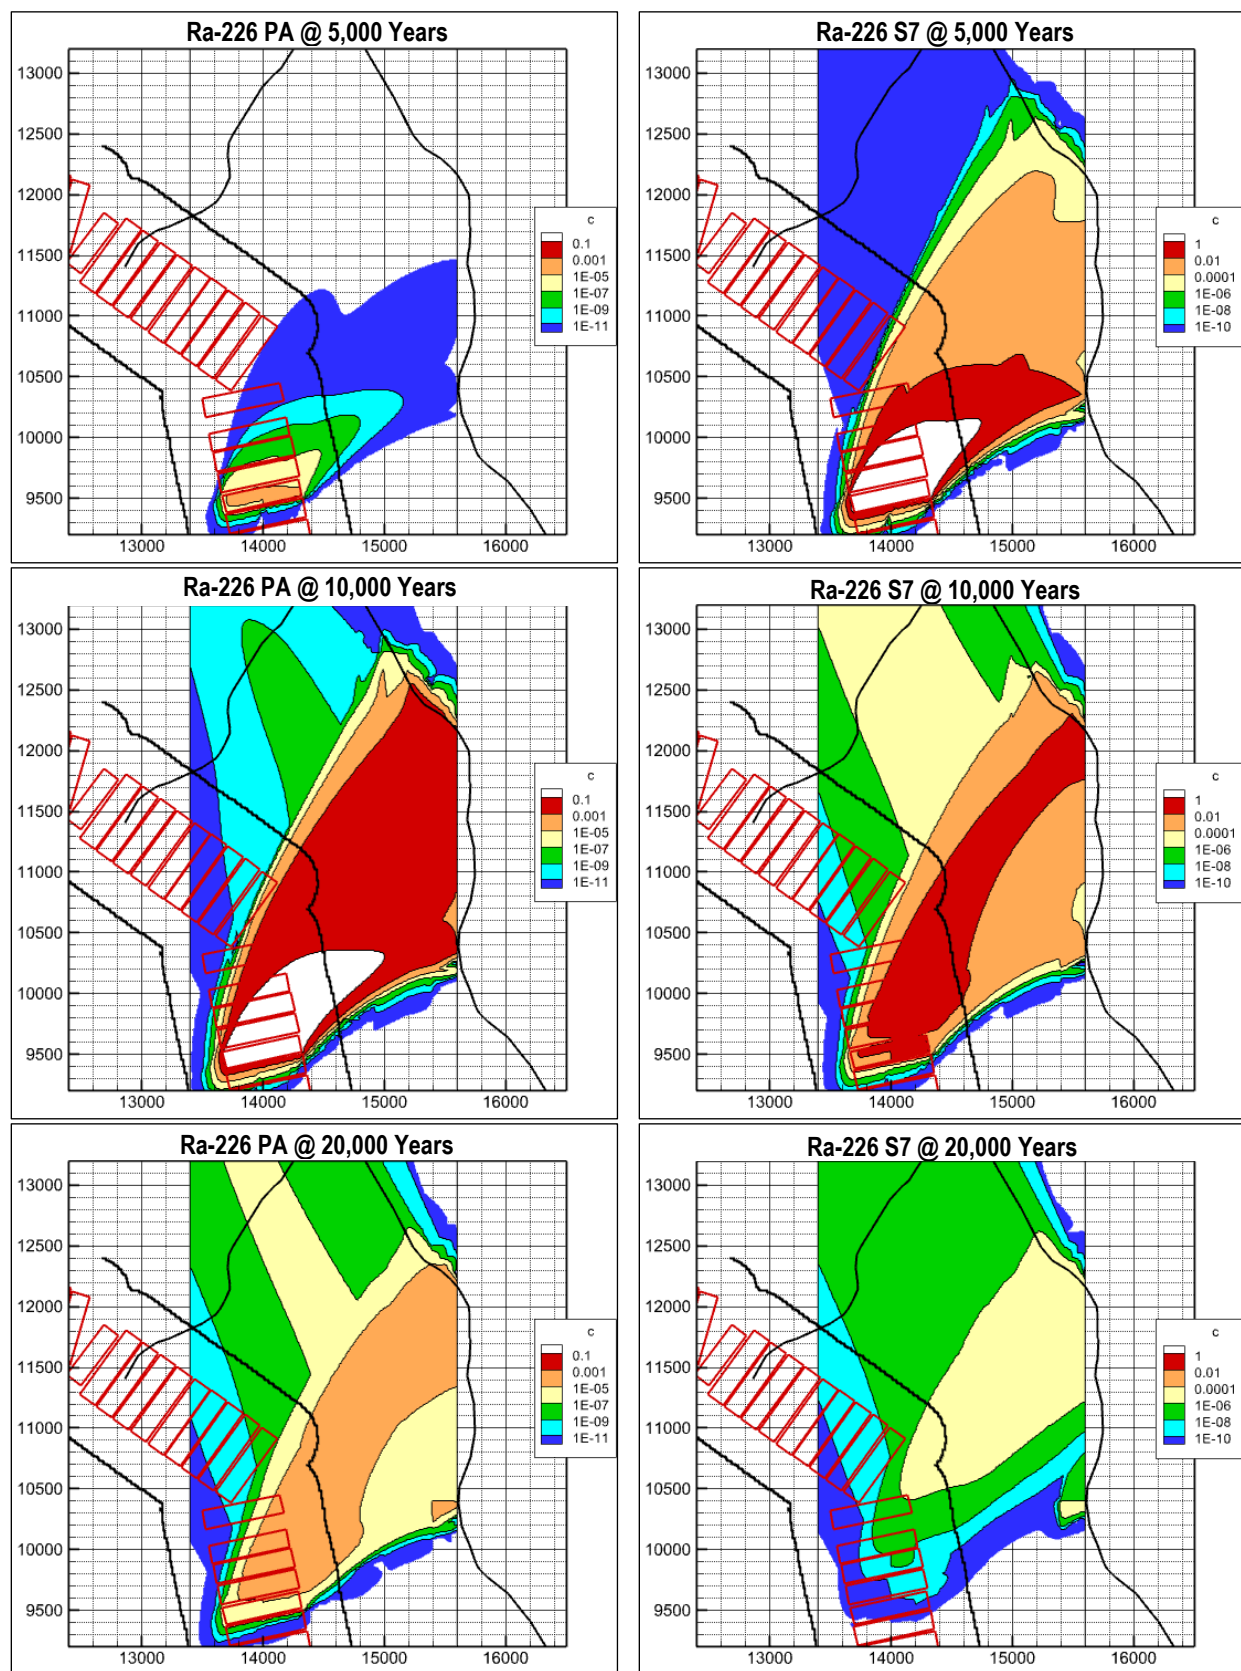 Ra-226 PA @ 5,000 Years
13000
12500
12000
11500
11000
10500
10000
9500
13000 14000 15000 16000
c
0.1
0.001
1E-05
1E-07
1E-09
1E-11
Ra-226 S7 @ 5,000 Years
13000
12500
12000
11500
11000
10500
10000
9500
13000 14000 15000 16000
c
1
0.01
0.0001
1E-06
1E-08
1E-10
Ra-226 PA @ 10,000 Years
13000
12500
12000
11500
11000
10500
10000
9500
13000 14000 15000 16000
c
0.1
0.001
1E-05
1E-07
1E-09
1E-11
Ra-226 S7 @ 10,000 Years
13000
12500
12000
11500
11000
10500
10000
9500
13000 14000 15000 16000
c
1
0.01
0.0001
1E-06
1E-08
1E-10
Ra-226 PA @ 20,000 Years
13000
12500
12000
11500
11000
10500
10000
9500
13000 14000 15000 16000
c
0.1
0.001
1E-05
1E-07
1E-09
1E-11
Ra-226 S7 @ 20,000 Years
13000
12500
12000
11500
11000
10500
10000
9500
13000 14000 15000 16000
c
1
0.01
0.0001
1E-06
1E-08
1E-10